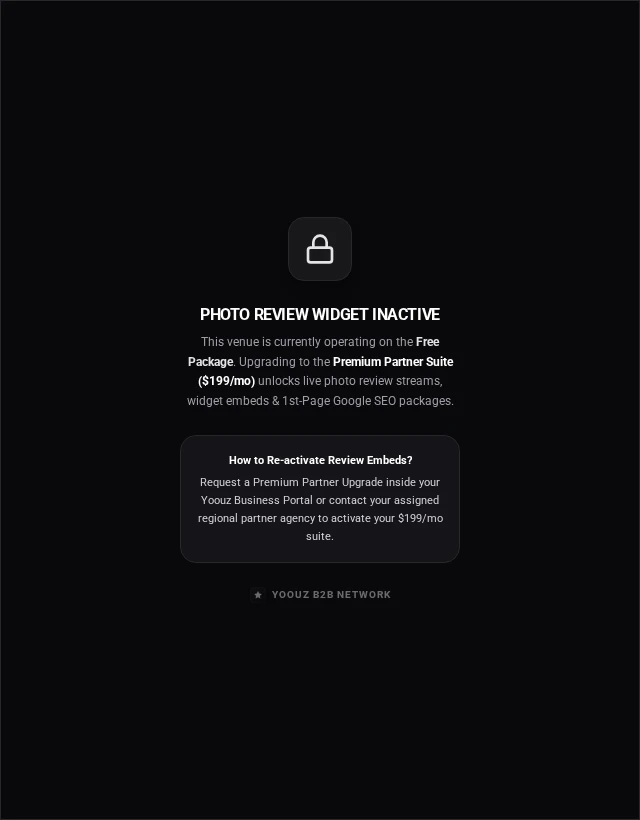 PHOTO REVIEW WIDGET INACTIVE
This venue is currently operating on the Free
Package. Upgrading to the Premium Partner Suite
($199/mo) unlocks live photo review streams,
widget embeds & 1st-Page Google SEO packages.
How to Re-activate Review Embeds?
Request a Premium Partner Upgrade inside your
Yoouz Business Portal or contact your assigned
regional partner agency to activate your $199/mo
suite.
YOOUZ B2B NETWORK